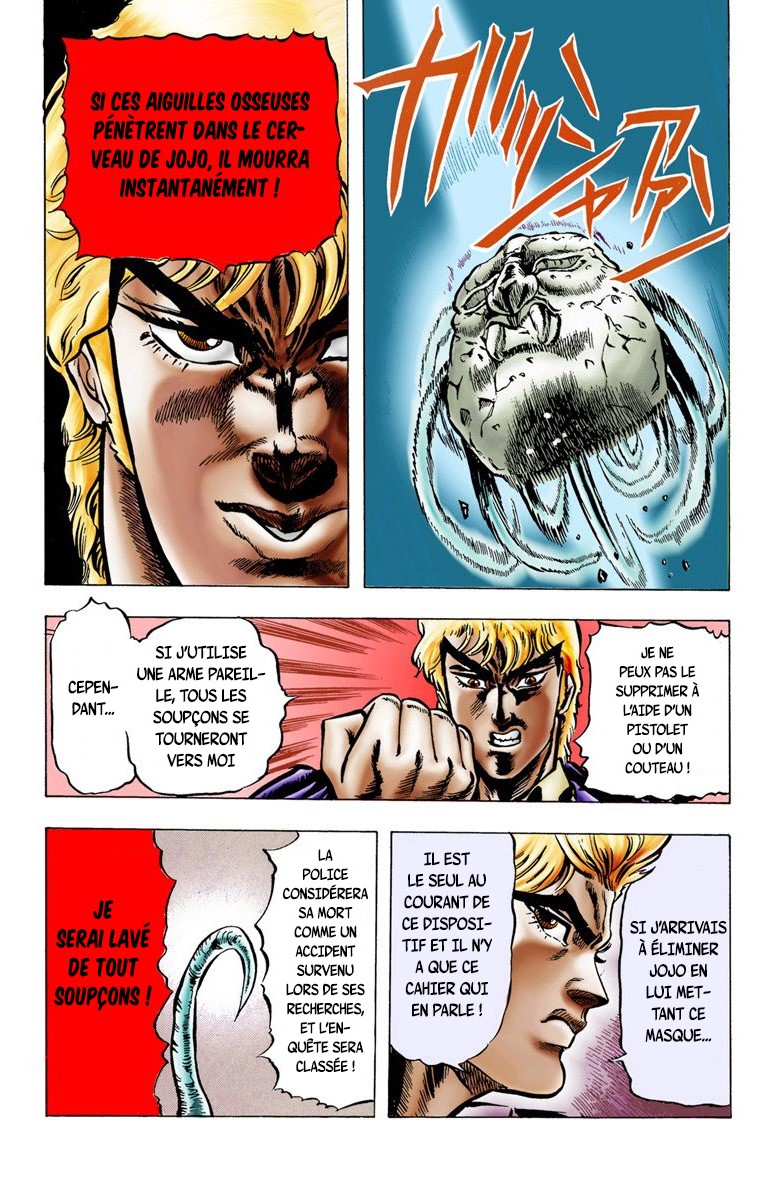 ガッシャアァン
SI CES AIGUILLES OSSEUSES
PÉNÈTRENT DANS LE CER-
VEAU DE JOJO, IL MOURRA
INSTANTANÉMENT !
JE NE
PEUX PAS LE
SUPPRIMER À
L'AIDE D'UN
PISTOLET
OU D'UN
COUTEAU !
SI J'UTILISE
UNE ARME PAREIL-
LE, TOUS LES
SOUPÇONS SE
TOURNERONT
VERS MOI
CEPEN-
DANT...
SI J'ARRIVAIS
À ÉLIMINER
JOJO EN
LUI MET-
TANT CE
MASQUE...
IL EST
LE SEUL AU
COURANT DE
CE DISPOSI-
TIF ET IL N'Y
A QUE CE
CAHIER QUI
EN PARLE !
LA
POLICE
CONSIDÉRERA
SA MORT
COMME UN
ACCIDENT
SURVENU
LORS DE SES
RECHERCHES,
ET L'EN-
QUÊTE SERA
CLASSÉE !
JE
SERAI LAVÉ
DE TOUT
SOUPÇONS !